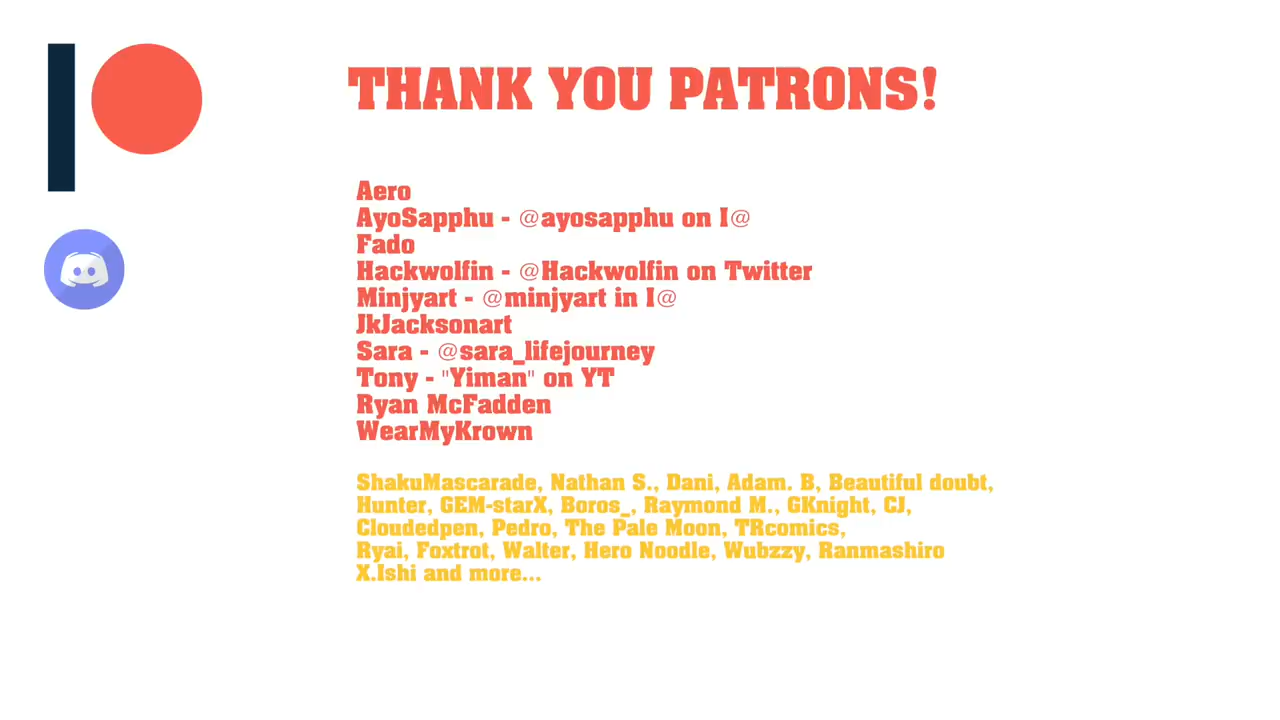 THANK YOU PATRONS!
Aero
AyoSapphu - @ayosapphu on I@
Fado
Hackwolfin - @Hackwolfin on Twitter
Minjyart - @minjyart in I@
JkJacksonart
Sara - @sara_lifejourney
Tony - "Yiman" on YT
Ryan McFadden
WearMyKrown
ShakuMascarade, Nathan S., Dani, Adam. B, Beautiful doubt,
Hunter, GEM-starX, Boros_, Raymond M., GKnight, CJ,
Cloudedpen, Pedro, The Pale Moon, TRcomics,
Ryai, Foxtrot, Walter, Hero Noodle, Wubzzy, Ranmashiro
X.Ishi and more...